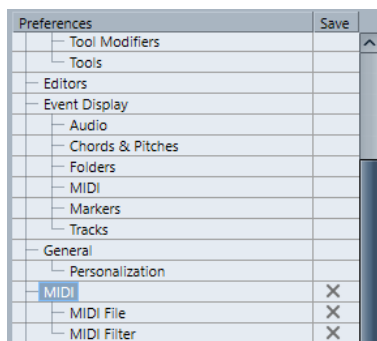 Preferences Save
Tool Modifiers
Tools
Editors
Event Display
Audio
Chords & Pitches
Folders
MIDI
Markers
Tracks
General
Personalization
MIDI
MIDI File
MIDI Filter